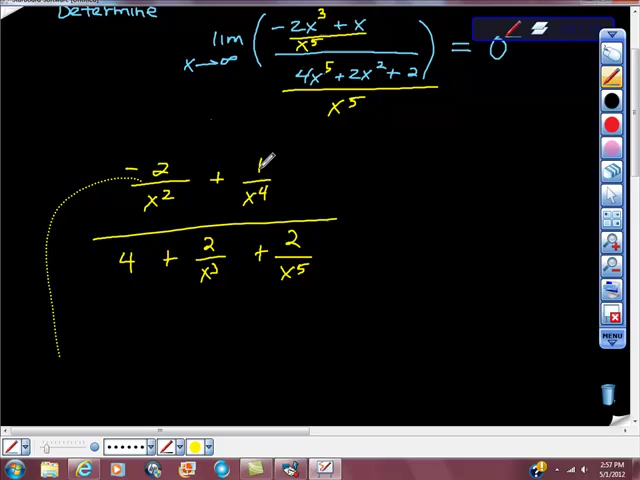 Determine
lim x→∞ ( -2x³ + x / x⁵ / 4x⁵ + 2x² + 2 / x⁵ ) = 0
- 2/x² + 1/x⁴
4 + 2/x³ + 2/x⁵
MENU
2:57 PM
5/1/2012